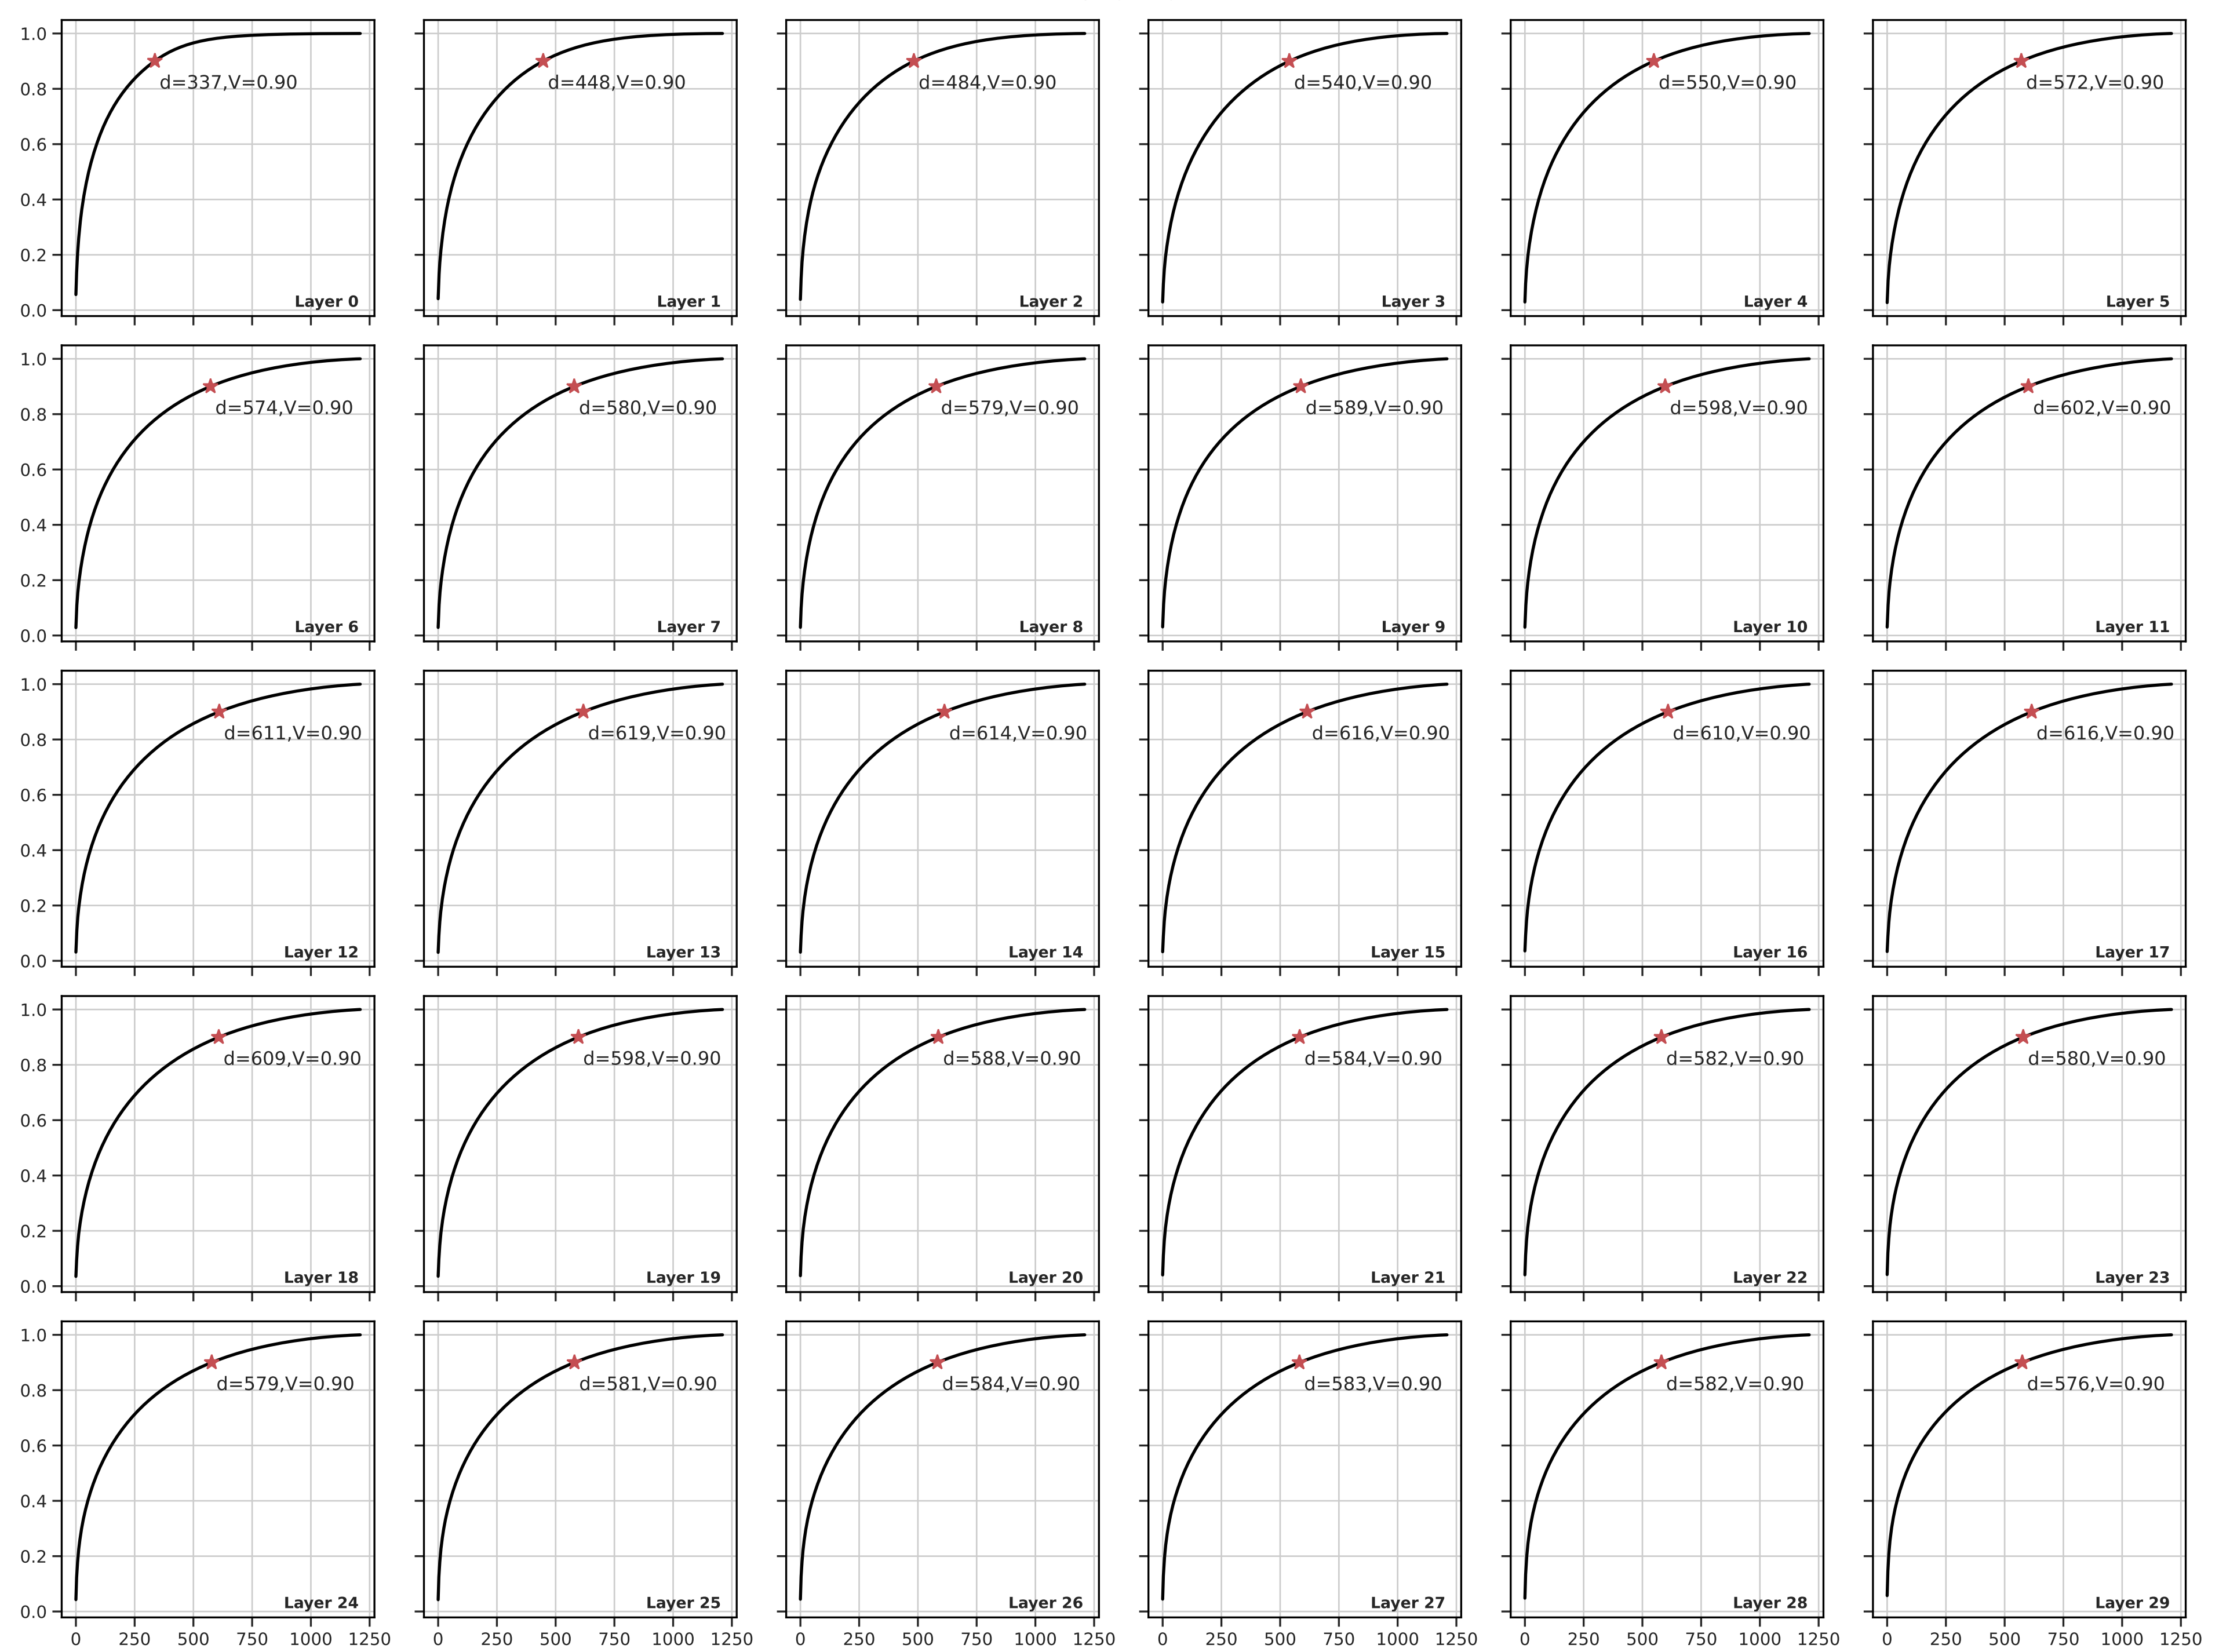 1.0
0.8
0.6
0.4
0.2
0.0
d=337,V=0.90
Layer 0
d=448,V=0.90
Layer 1
d=484,V=0.90
Layer 2
d=540,V=0.90
Layer 3
d=550,V=0.90
Layer 4
d=572,V=0.90
Layer 5
1.0
0.8
0.6
0.4
0.2
0.0
d=574,V=0.90
Layer 6
d=580,V=0.90
Layer 7
d=579,V=0.90
Layer 8
d=589,V=0.90
Layer 9
d=598,V=0.90
Layer 10
d=602,V=0.90
Layer 11
1.0
0.8
0.6
0.4
0.2
0.0
d=611,V=0.90
Layer 12
d=619,V=0.90
Layer 13
d=614,V=0.90
Layer 14
d=616,V=0.90
Layer 15
d=610,V=0.90
Layer 16
d=616,V=0.90
Layer 17
1.0
0.8
0.6
0.4
0.2
0.0
d=609,V=0.90
Layer 18
d=598,V=0.90
Layer 19
d=588,V=0.90
Layer 20
d=584,V=0.90
Layer 21
d=582,V=0.90
Layer 22
d=580,V=0.90
Layer 23
1.0
0.8
0.6
0.4
0.2
0.0
d=579,V=0.90
Layer 24
d=581,V=0.90
Layer 25
d=584,V=0.90
Layer 26
d=583,V=0.90
Layer 27
d=582,V=0.90
Layer 28
d=576,V=0.90
Layer 29
0 250 500 750 1000 1250
0 250 500 750 1000 1250
0 250 500 750 1000 1250
0 250 500 750 1000 1250
0 250 500 750 1000 1250
0 250 500 750 1000 1250